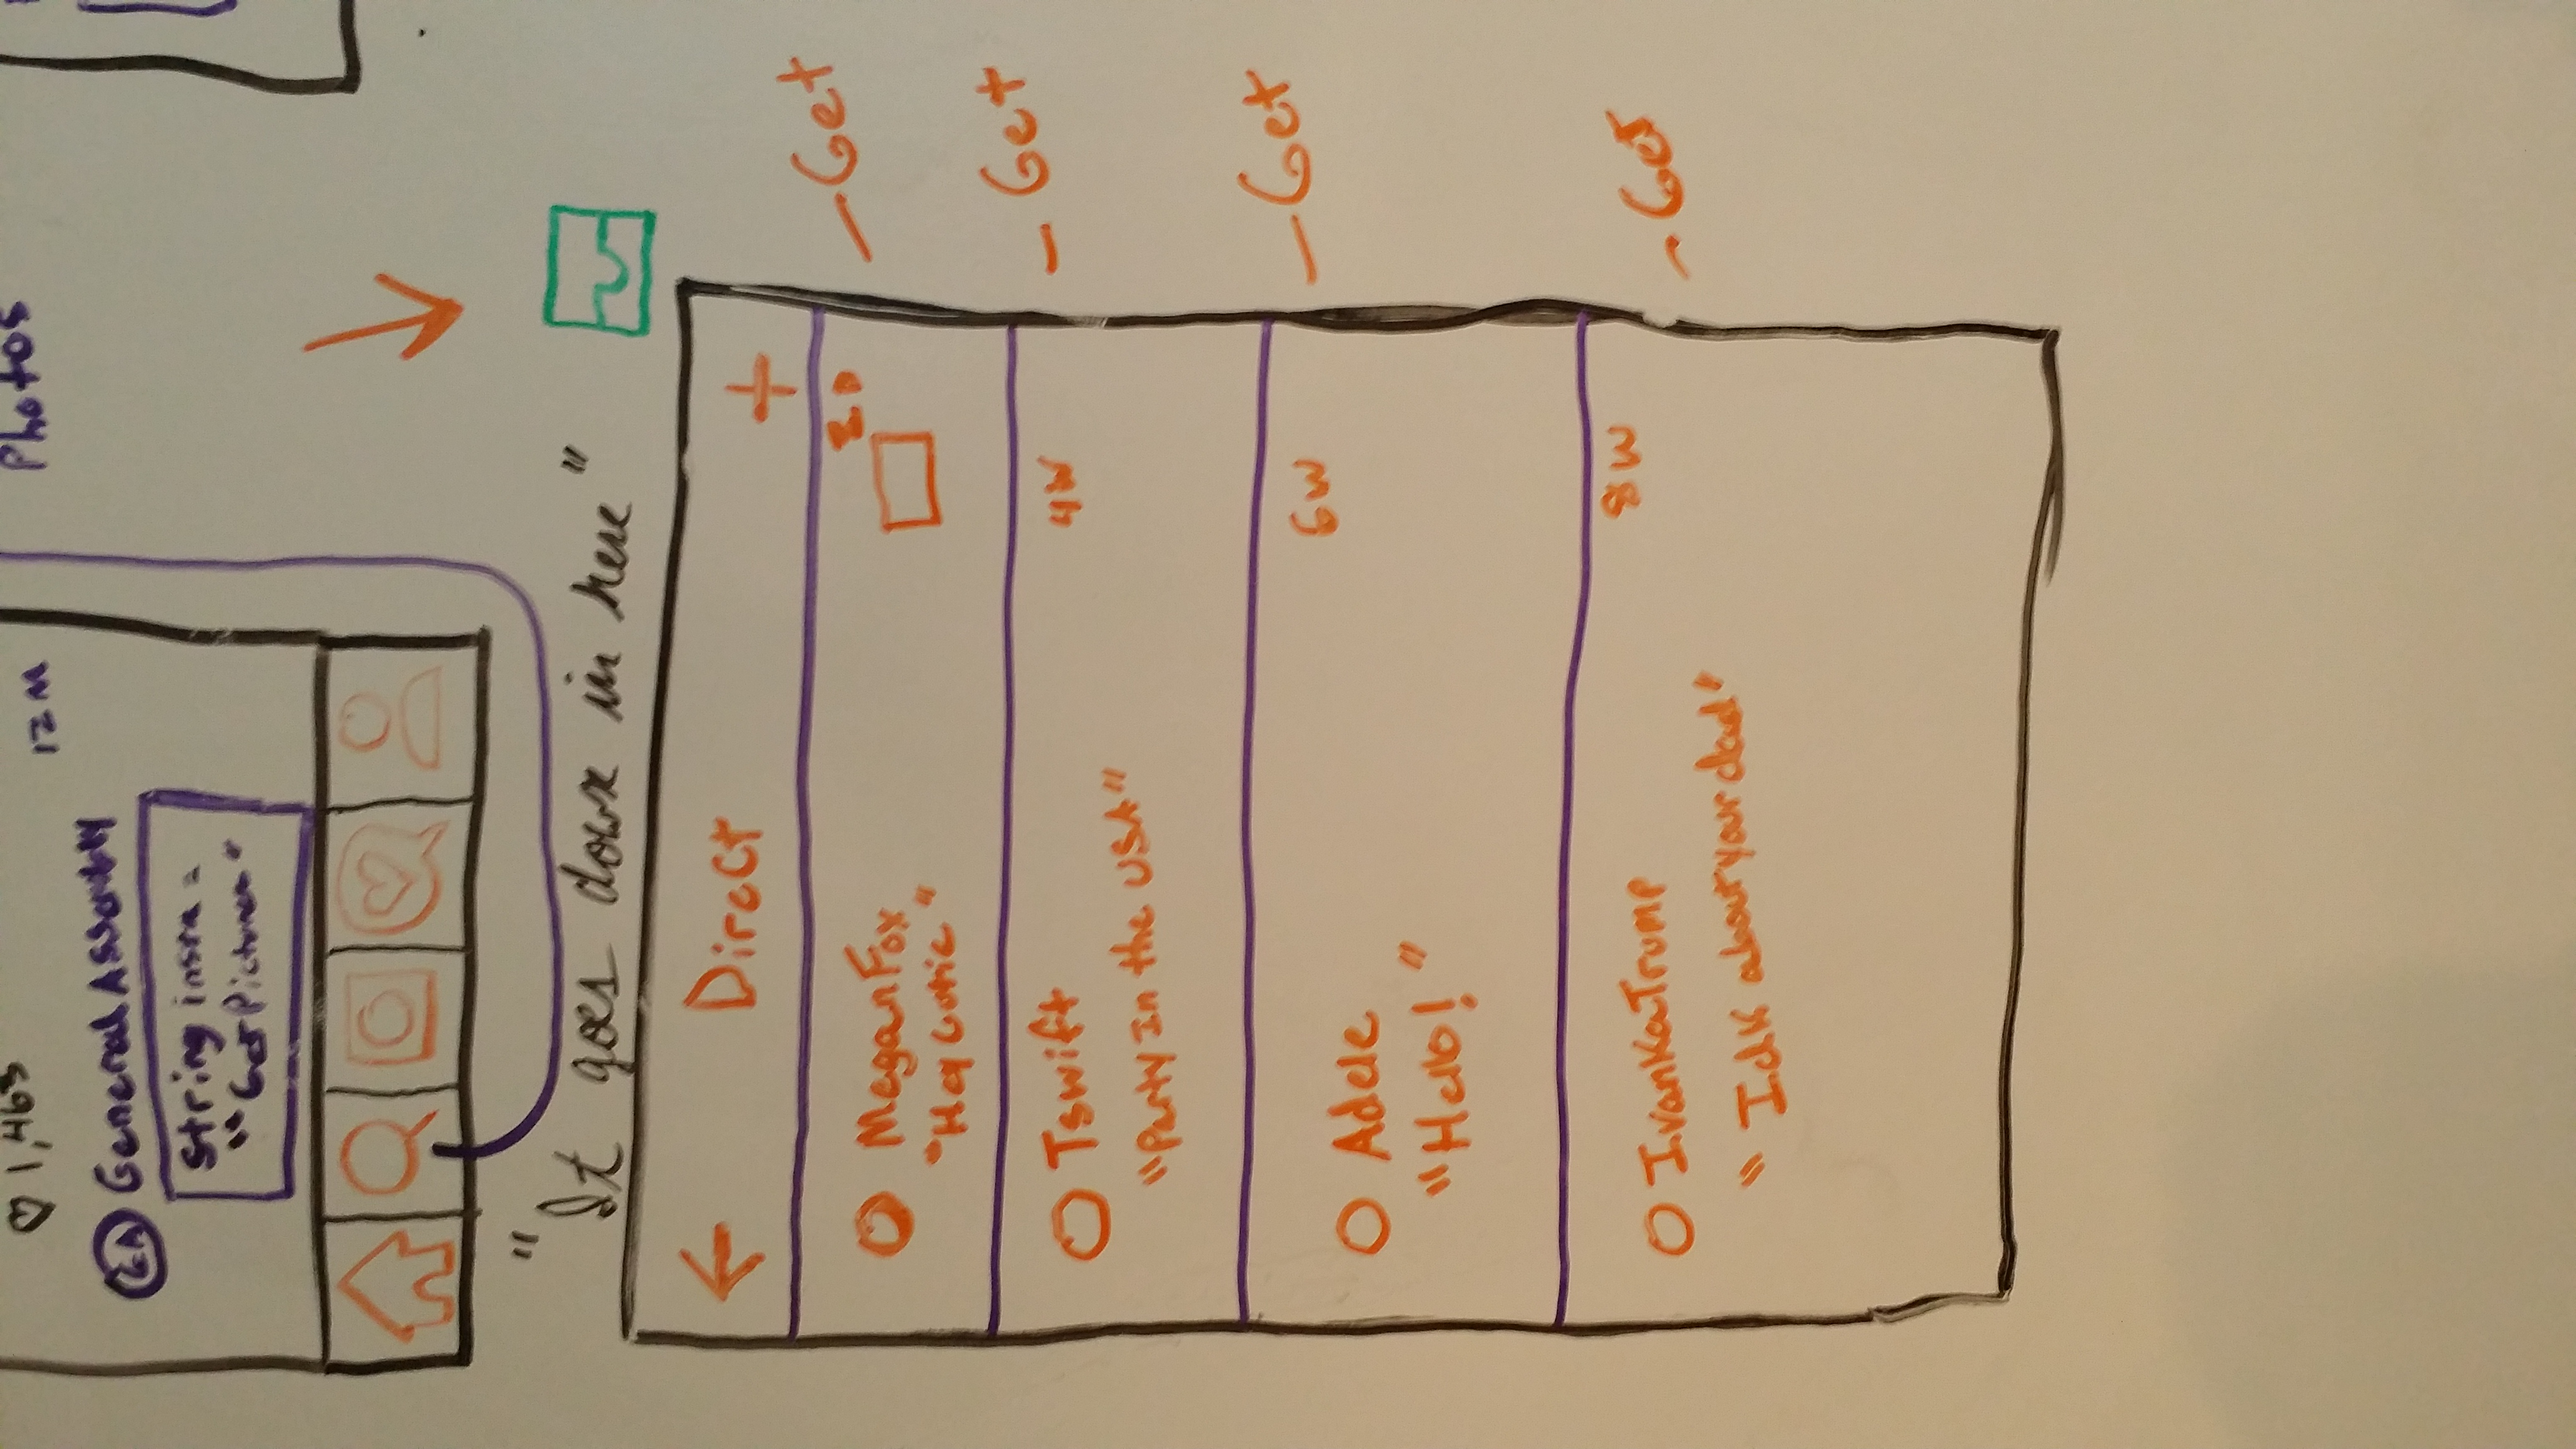 1,463
12M
Photos
GA General Assembly
String insta =
"Get Pictures"
"It goes down in here"
Direct +
MeganFox
"Hey Cutie"
- Get
Tswift 4W
"Party In the USA"
- Get
6W
Adele
"Hello!"
- Get
8W
IvankaTrump
"Idk about your dad"
- Get